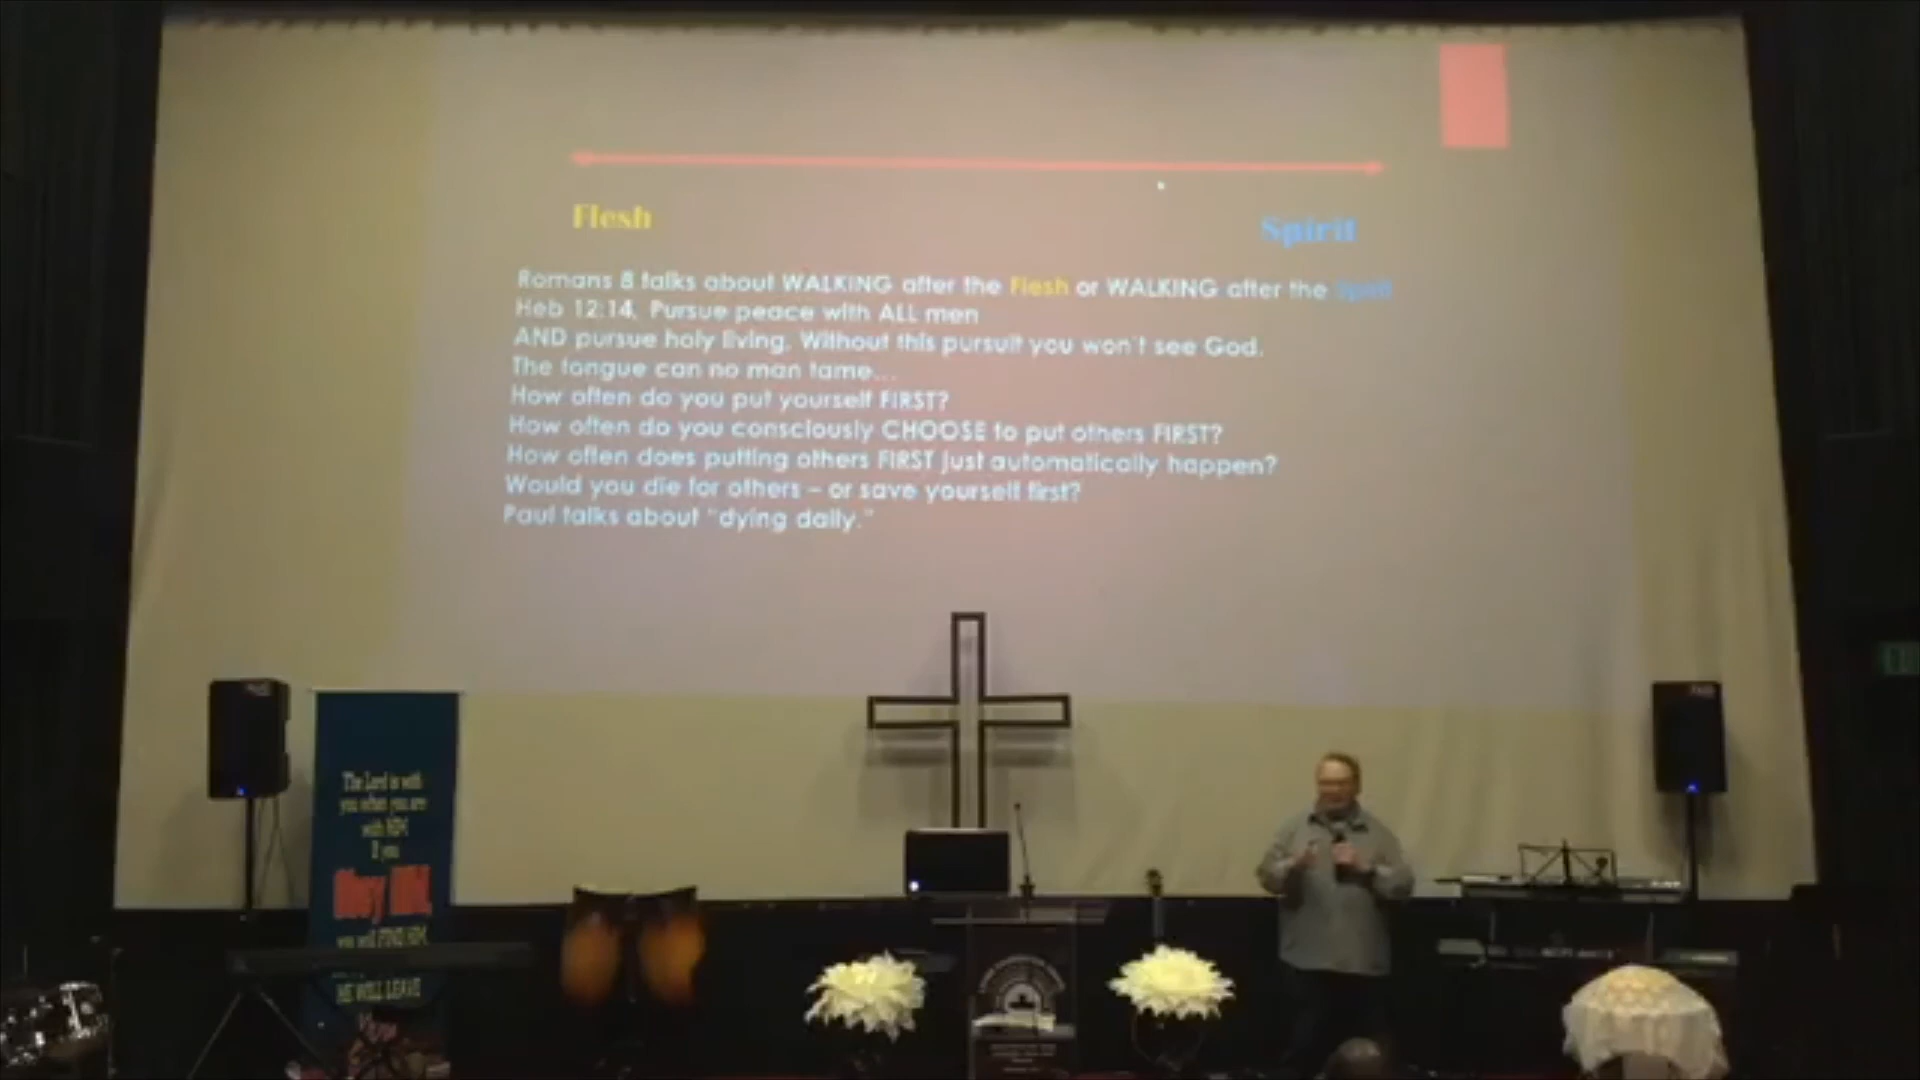 Flesh
Spirit
Romans 8 talks about WALKING after the Flesh or WALKING after the Spirit
Heb 12:14. Pursue peace with ALL men
AND pursue holy living. Without this pursuit you won't see God.
The tongue can no man tame...
How often do you put yourself FIRST?
How often do you consciously CHOOSE to put others FIRST?
How often does putting others FIRST just automatically happen?
Would you die for others – or save yourself first?
Paul talks about "dying daily."
The Lord is with
you when you are
with HIM
If you
Obey HIM,
you will FIND HIM
HE WILL LEAVE